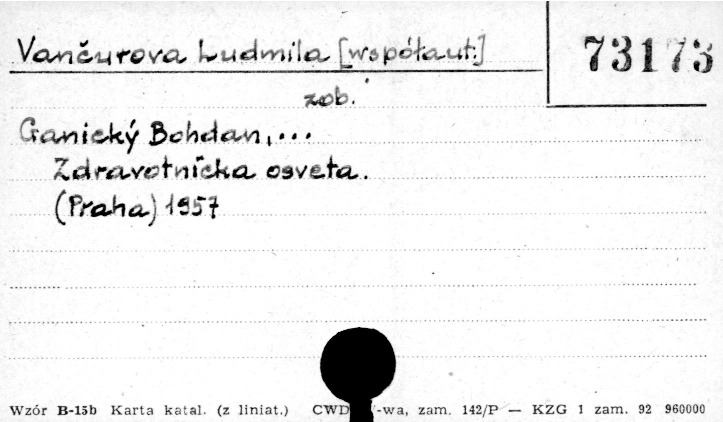 Vančurova Ludmila [współaut.]
73173
zob.
Ganický Bohdan, ...
Zdravotnícka osveta.
(Praha) 1957
Wzór B-15b Karta katal. (z liniat.) CWD -wa, zam. 142/P — KZG 1 zam. 92 960000